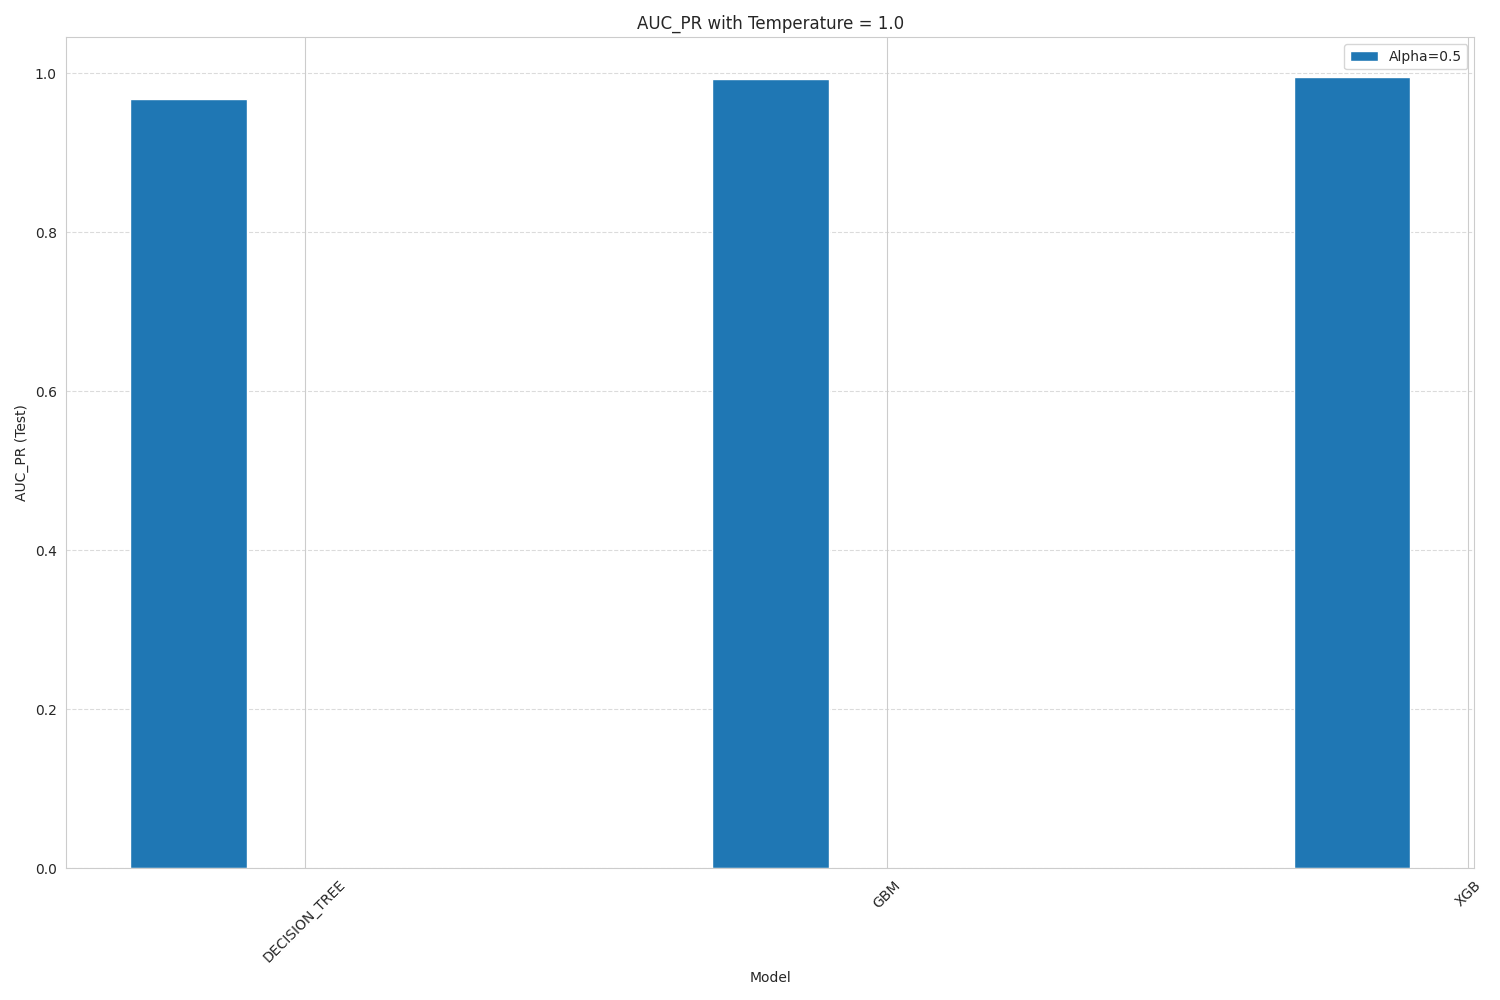 AUC_PR with Temperature = 1.0
Alpha=0.5
1.0
0.8
0.6
0.4
0.2
0.0
AUC_PR (Test)
DECISION_TREE
GBM
XGB
Model